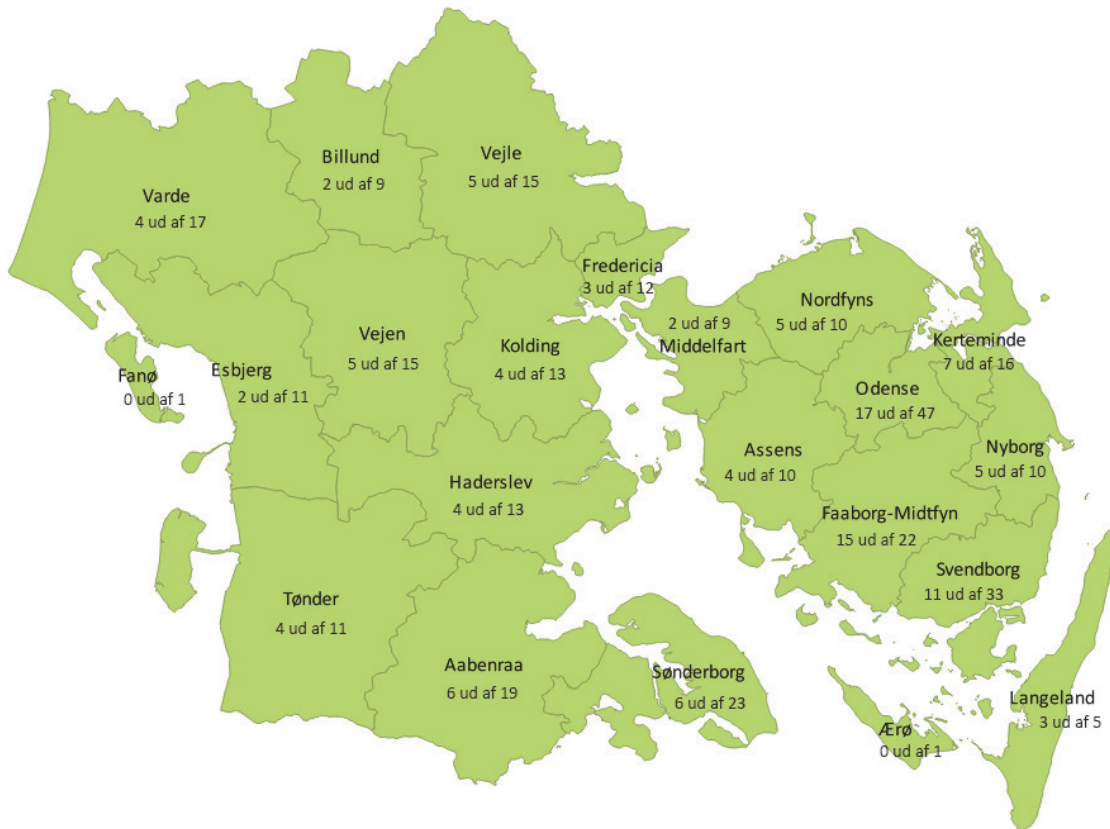 Billund
2 ud af 9
Vejle
5 ud af 15
Varde
4 ud af 17
Fredericia
3 ud af 12
Nordfyns
5 ud af 10
2 ud af 9
Middelfart
Kerteminde
7 ud af 16
Vejen
5 ud af 15
Kolding
4 ud af 13
Fanø
0 ud af 1
Esbjerg
2 ud af 11
Odense
17 ud af 47
Assens
4 ud af 10
Nyborg
5 ud af 10
Haderslev
4 ud af 13
Faaborg-Midtfyn
15 ud af 22
Svendborg
11 ud af 33
Tønder
4 ud af 11
Aabenraa
6 ud af 19
Sønderborg
6 ud af 23
Langeland
3 ud af 5
Ærø
0 ud af 1